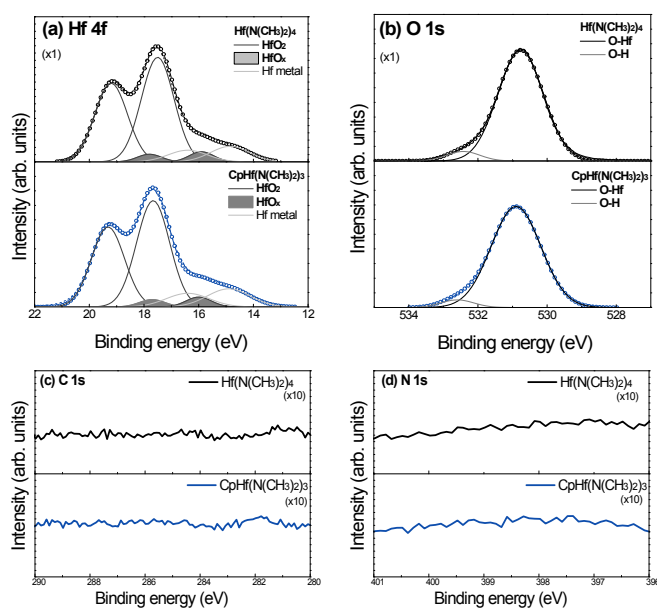 (a) Hf 4f
(x1)
Hf(N(CH₃)₂)₄
HfO₂
HfOₓ
Hf metal
CpHf(N(CH₃)₂)₃
HfO₂
HfOₓ
Hf metal
Intensity (arb. units)
22 20 18 16 14 12
Binding energy (eV)
(b) O 1s
(x1)
Hf(N(CH₃)₂)₄
O-Hf
O-H
CpHf(N(CH₃)₂)₃
O-Hf
O-H
Intensity (arb. units)
534 532 530 528
Binding energy (eV)
(c) C 1s
Hf(N(CH₃)₂)₄
(x10)
CpHf(N(CH₃)₂)₃
(x10)
Intensity (arb. units)
290 288 286 284 282 280
Binding energy (eV)
(d) N 1s
Hf(N(CH₃)₂)₄
(x10)
CpHf(N(CH₃)₂)₃
(x10)
Intensity (arb. units)
401 400 399 398 397 396
Binding energy (eV)